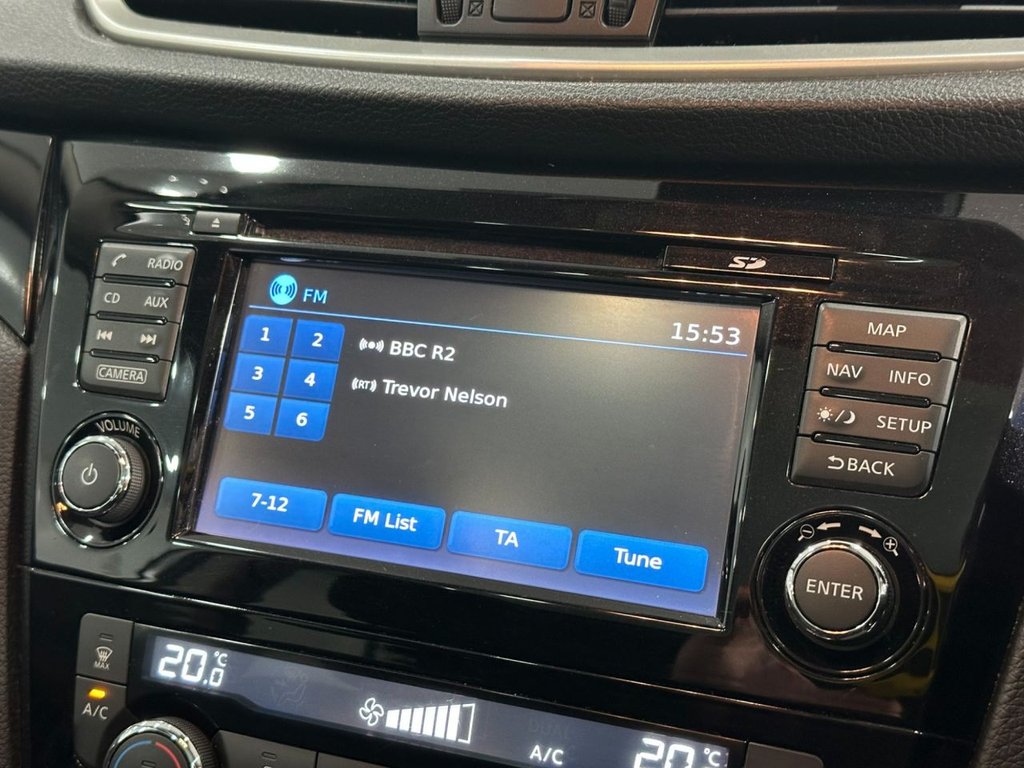 RADIO
CD AUX
CAMERA
VOLUME
FM
15:53
1 2
3 4
5 6
BBC R2
(RT) Trevor Nelson
7-12 FM List TA Tune
SD
MAP
NAV INFO
SETUP
BACK
ENTER
MAX
A/C
20.0 °C
A/C
20 °C